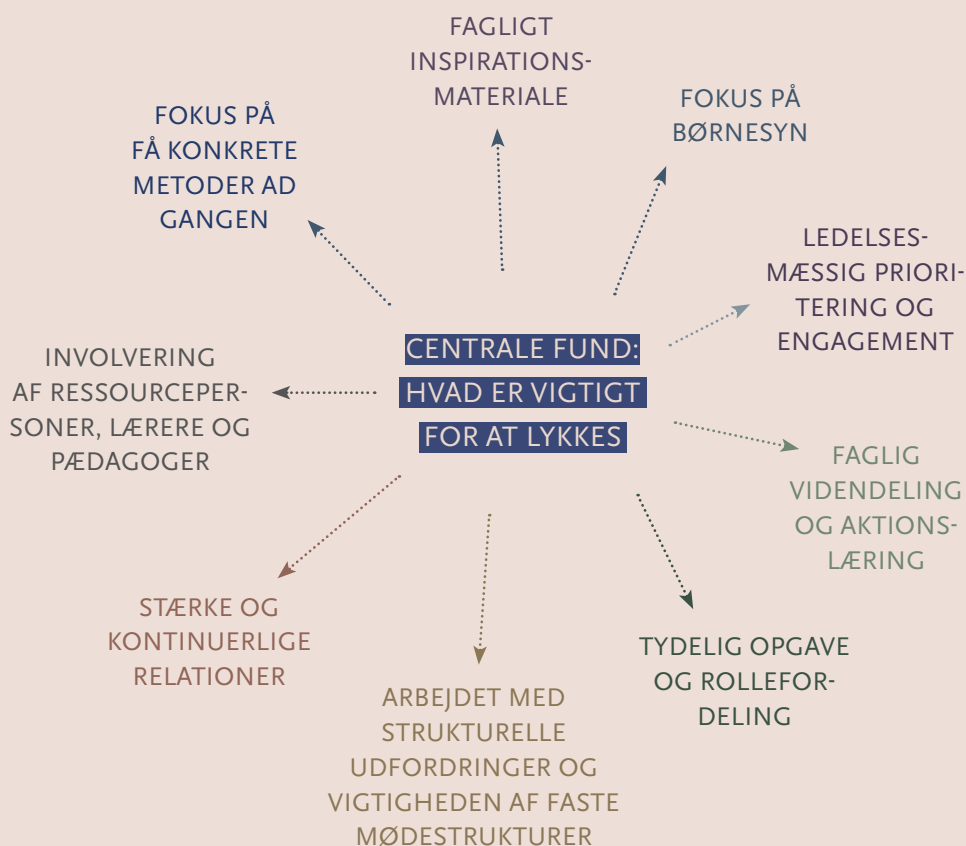 FAGLIGT
INSPIRATIONS-
MATERIALE
FOKUS PÅ
BØRNESYN
FOKUS PÅ
FÅ KONKRETE
METODER AD
GANGEN
LEDELSES-
MÆSSIG PRIORI-
TERING OG
ENGAGEMENT
CENTRALE FUND:
HVAD ER VIGTIGT
FOR AT LYKKES
INVOLVERING
AF RESSOURCEPER-
SONER, LÆRERE OG
PÆDAGOGER
FAGLIG
VIDENDELING
OG AKTIONS-
LÆRING
STÆRKE OG
KONTINUERLIGE
RELATIONER
TYDELIG OPGAVE
OG ROLLEFOR-
DELING
ARBEJDET MED
STRUKTURELLE
UDFORDRINGER OG
VIGTIGHEDEN AF FASTE
MØDESTRUKTURER